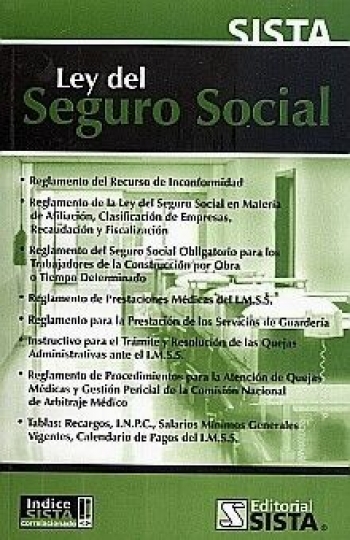 SISTA
Ley del
Seguro Social
• Reglamento del Recurso de Inconformidad
• Reglamento de la Ley del Seguro Social en Materia
de Afiliación, Clasificación de Empresas,
Recaudación y Fiscalización
• Reglamento del Seguro Social Obligatorio para los
Trabajadores de la Construcción por Obra
o Tiempo Determinado
• Reglamento de Prestaciones Médicas del I.M.S.S.
• Reglamento para la Prestación de los Servicios de Guardería
• Instructivo para el Trámite y Resolución de las Quejas
Administrativas ante el I.M.S.S.
• Reglamento de Procedimientos para la Atención de Quejas
Médicas y Gestión Pericial de la Comisión Nacional
de Arbitraje Médico
• Tablas: Recargos, I.N.P.C., Salarios Mínimos Generales
Vigentes, Calendario de Pagos del I.M.S.S.
Indice
SISTA
correlacionado
Editorial
SISTA®